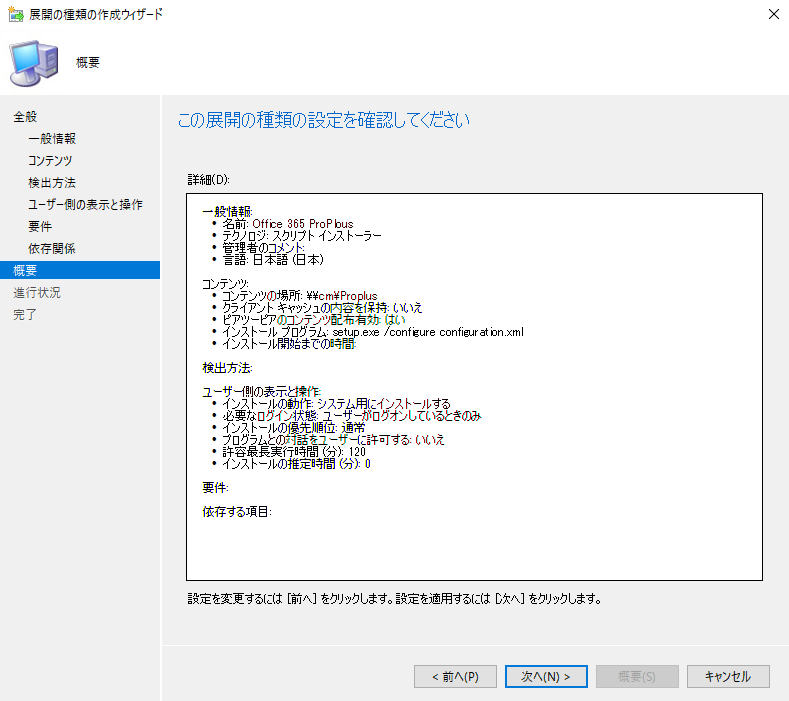 展開の種類の作成ウィザード
概要
全般
一般情報
コンテンツ
検出方法
ユーザー側の表示と操作
要件
依存関係
概要
進行状況
完了
この展開の種類の設定を確認してください
詳細(D):
一般情報:
• 名前: Office 365 ProPlous
• テクノロジ: スクリプト インストーラー
• 管理者のコメント:
• 言語: 日本語 (日本)
コンテンツ:
• コンテンツの場所: \\cm\Proplus
• クライアント キャッシュの内容を保持: いいえ
• ピアツーピアのコンテンツ配布有効: はい
• インストール プログラム: setup.exe /configure configuration.xml
• インストール開始までの時間:
検出方法:
ユーザー側の表示と操作:
• インストールの動作: システム用にインストールする
• 必要なログイン状態: ユーザーがログオンしているときのみ
• インストールの優先順位: 通常
• プログラムとの対話をユーザーに許可する: いいえ
• 許容最長実行時間 (分): 120
• インストールの推定時間 (分): 0
要件:
依存する項目:
設定を変更するには [前へ] をクリックします。設定を適用するには [次へ] をクリックします。
< 前へ(P)
次へ(N) >
概要(S)
キャンセル